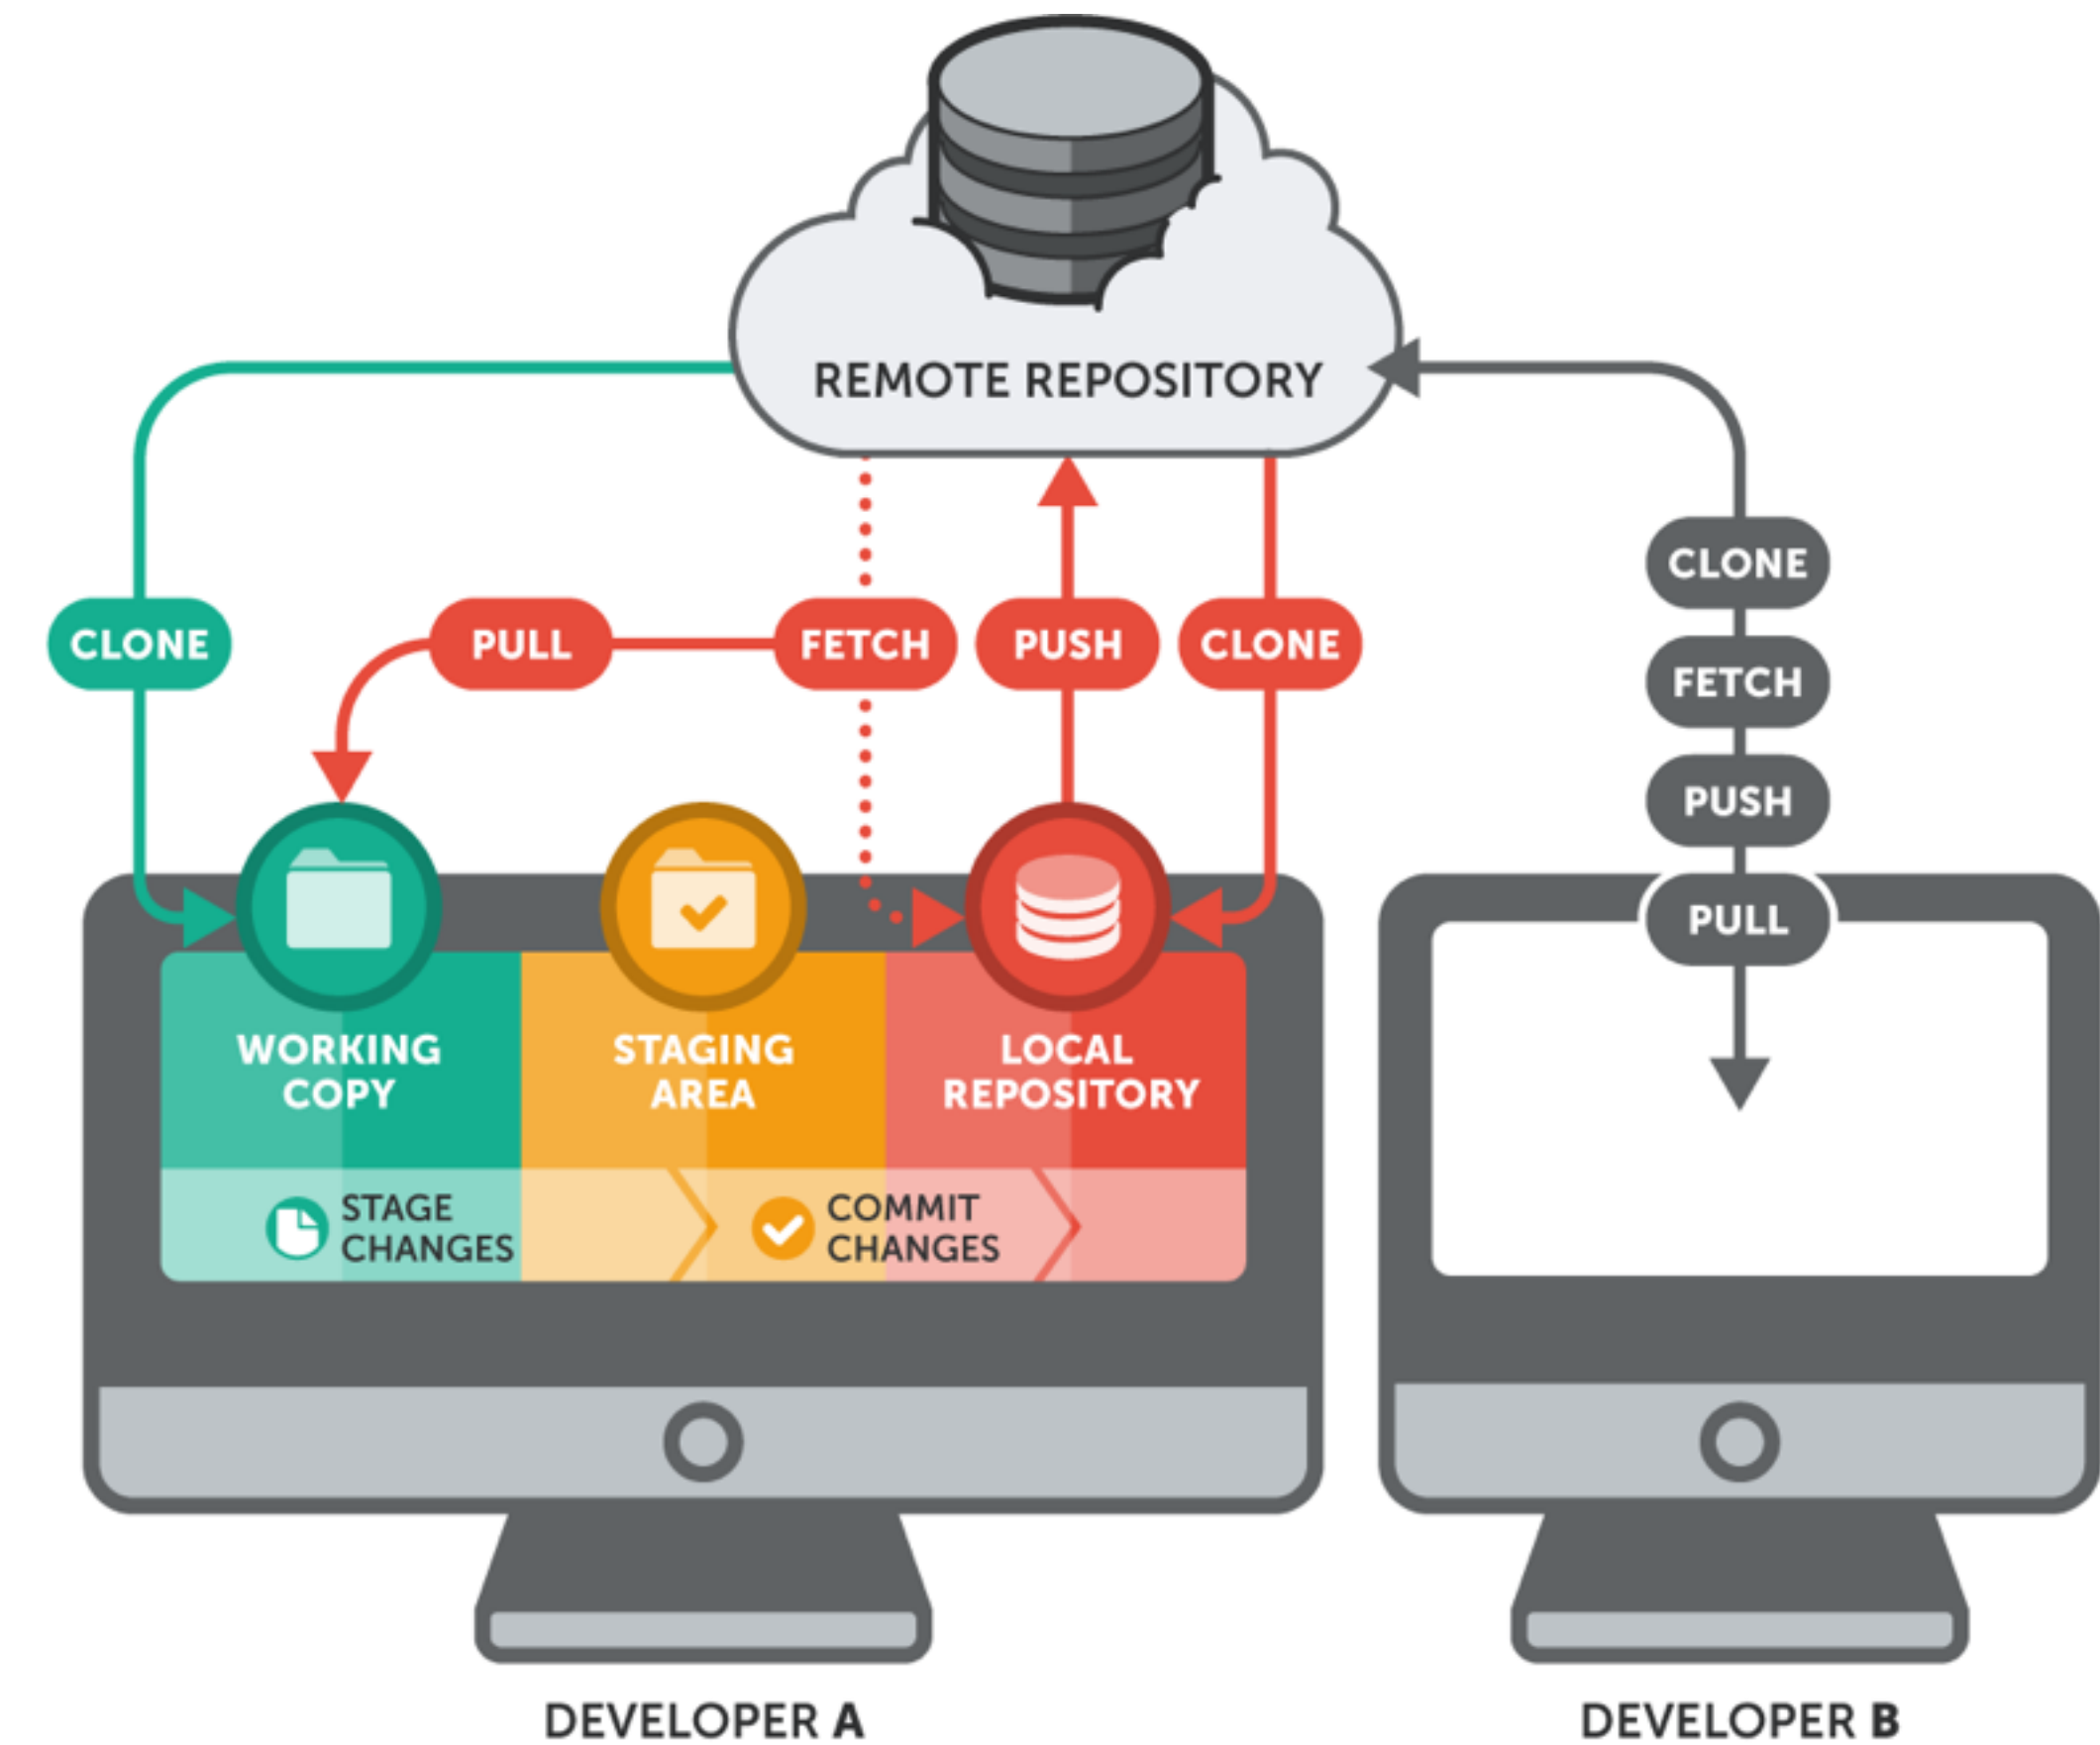 REMOTE REPOSITORY
CLONE
PULL
FETCH
PUSH
CLONE
CLONE
FETCH
PUSH
PULL
WORKING
COPY
STAGING
AREA
LOCAL
REPOSITORY
STAGE
CHANGES
COMMIT
CHANGES
DEVELOPER A
DEVELOPER B